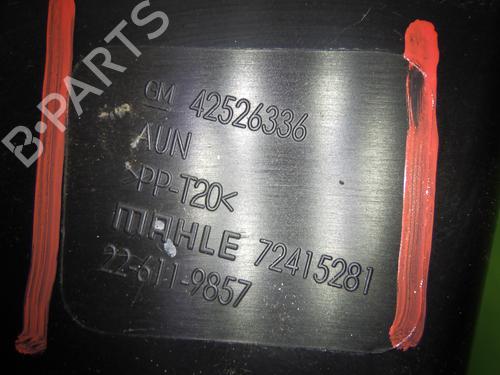 B-PARTS
GM 42526336
AUN
>PP-T20<
MAHLE 72415281
22-611-9857